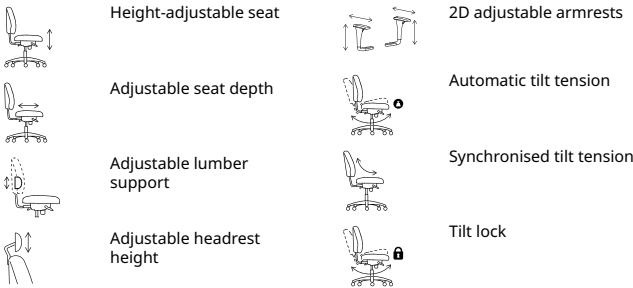 Height-adjustable seat
Adjustable seat depth
Adjustable lumber
support
Adjustable headrest
height
2D adjustable armrests
Automatic tilt tension
Synchronised tilt tension
Tilt lock